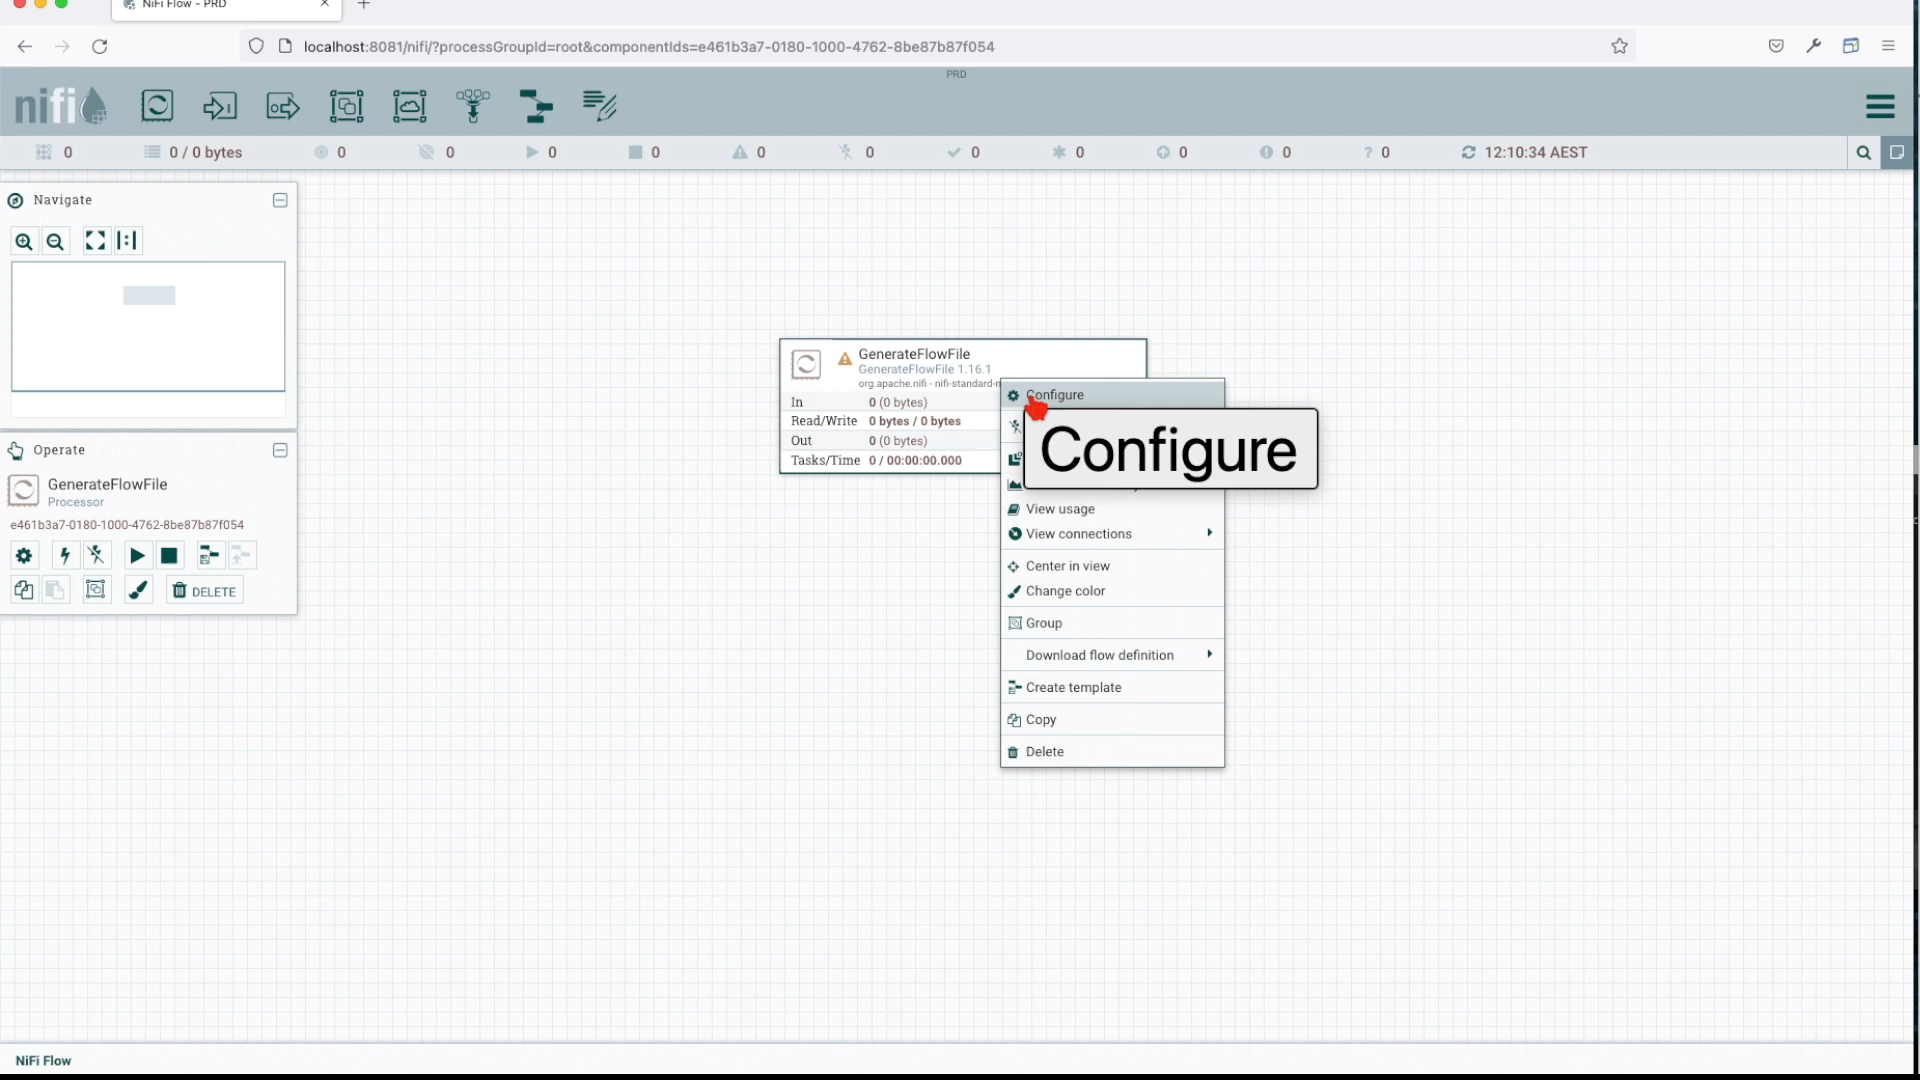 NiFi Flow - PRD
localhost:8081/nifi/?processGroupId=root&componentIds=e461b3a7-0180-1000-4762-8be87b87f054
PRD
nifi
0 0 / 0 bytes 0 0 0 0 0 0 0 0 0 0 ? 0 12:10:34 AEST
Navigate
Operate
GenerateFlowFile
Processor
e461b3a7-0180-1000-4762-8be87b87f054
DELETE
GenerateFlowFile
GenerateFlowFile 1.16.1
org.apache.nifi - nifi-standard-
In 0 (0 bytes)
Read/Write 0 bytes / 0 bytes
Out 0 (0 bytes)
Tasks/Time 0 / 00:00:00.000
Configure
Configure
View usage
View connections
Center in view
Change color
Group
Download flow definition
Create template
Copy
Delete
NiFi Flow